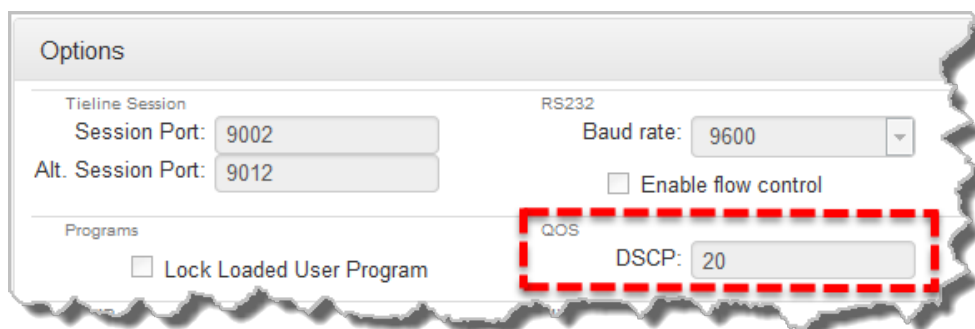 Options
Tieline Session
Session Port: 9002
Alt. Session Port: 9012
RS232
Baud rate: 9600
Enable flow control
Programs
Lock Loaded User Program
QOS
DSCP: 20